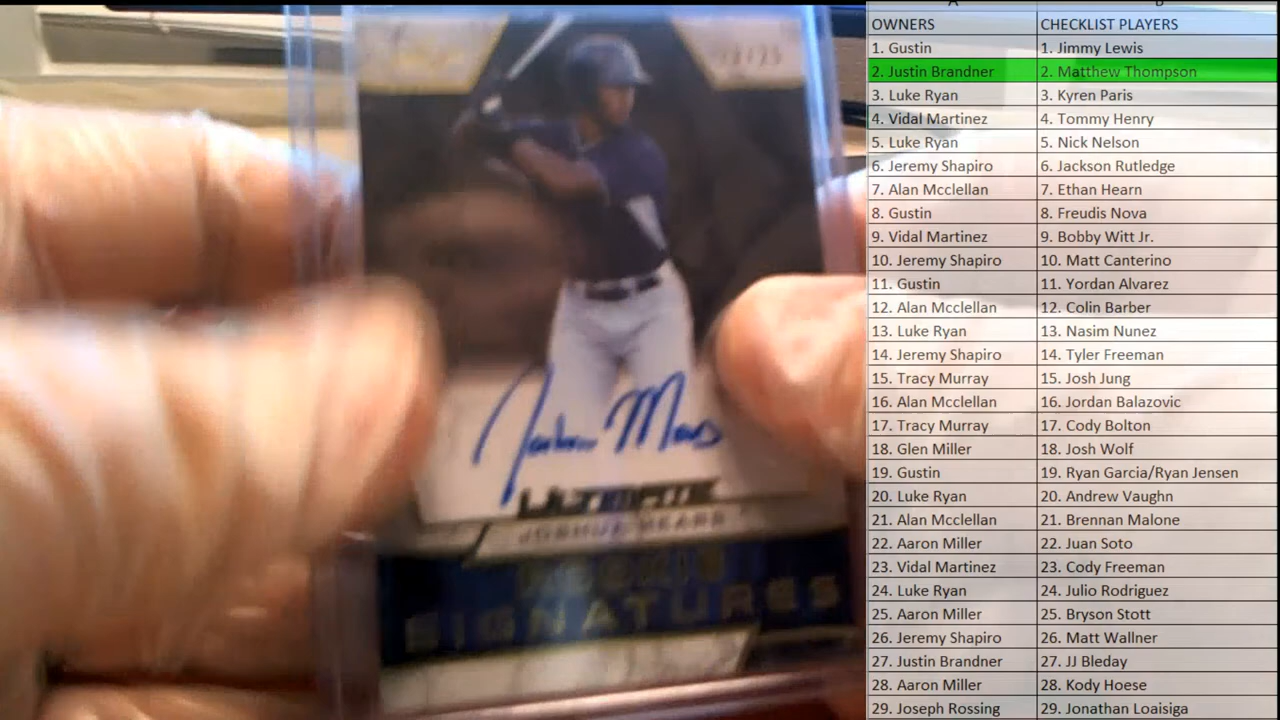 A B
OWNERS CHECKLIST PLAYERS
1. Gustin 1. Jimmy Lewis
2. Justin Brandner 2. Matthew Thompson
3. Luke Ryan 3. Kyren Paris
4. Vidal Martinez 4. Tommy Henry
5. Luke Ryan 5. Nick Nelson
6. Jeremy Shapiro 6. Jackson Rutledge
7. Alan Mcclellan 7. Ethan Hearn
8. Gustin 8. Freudis Nova
9. Vidal Martinez 9. Bobby Witt Jr.
10. Jeremy Shapiro 10. Matt Canterino
11. Gustin 11. Yordan Alvarez
12. Alan Mcclellan 12. Colin Barber
13. Luke Ryan 13. Nasim Nunez
14. Jeremy Shapiro 14. Tyler Freeman
15. Tracy Murray 15. Josh Jung
16. Alan Mcclellan 16. Jordan Balazovic
17. Tracy Murray 17. Cody Bolton
18. Glen Miller 18. Josh Wolf
19. Gustin 19. Ryan Garcia/Ryan Jensen
20. Luke Ryan 20. Andrew Vaughn
21. Alan Mcclellan 21. Brennan Malone
22. Aaron Miller 22. Juan Soto
23. Vidal Martinez 23. Cody Freeman
24. Luke Ryan 24. Julio Rodriguez
25. Aaron Miller 25. Bryson Stott
26. Jeremy Shapiro 26. Matt Wallner
27. Justin Brandner 27. JJ Bleday
28. Aaron Miller 28. Kody Hoese
29. Joseph Rossing 29. Jonathan Loaisiga
ULTIMATE
JOSHUA MEARS
ROOKIE
SIGNATURES